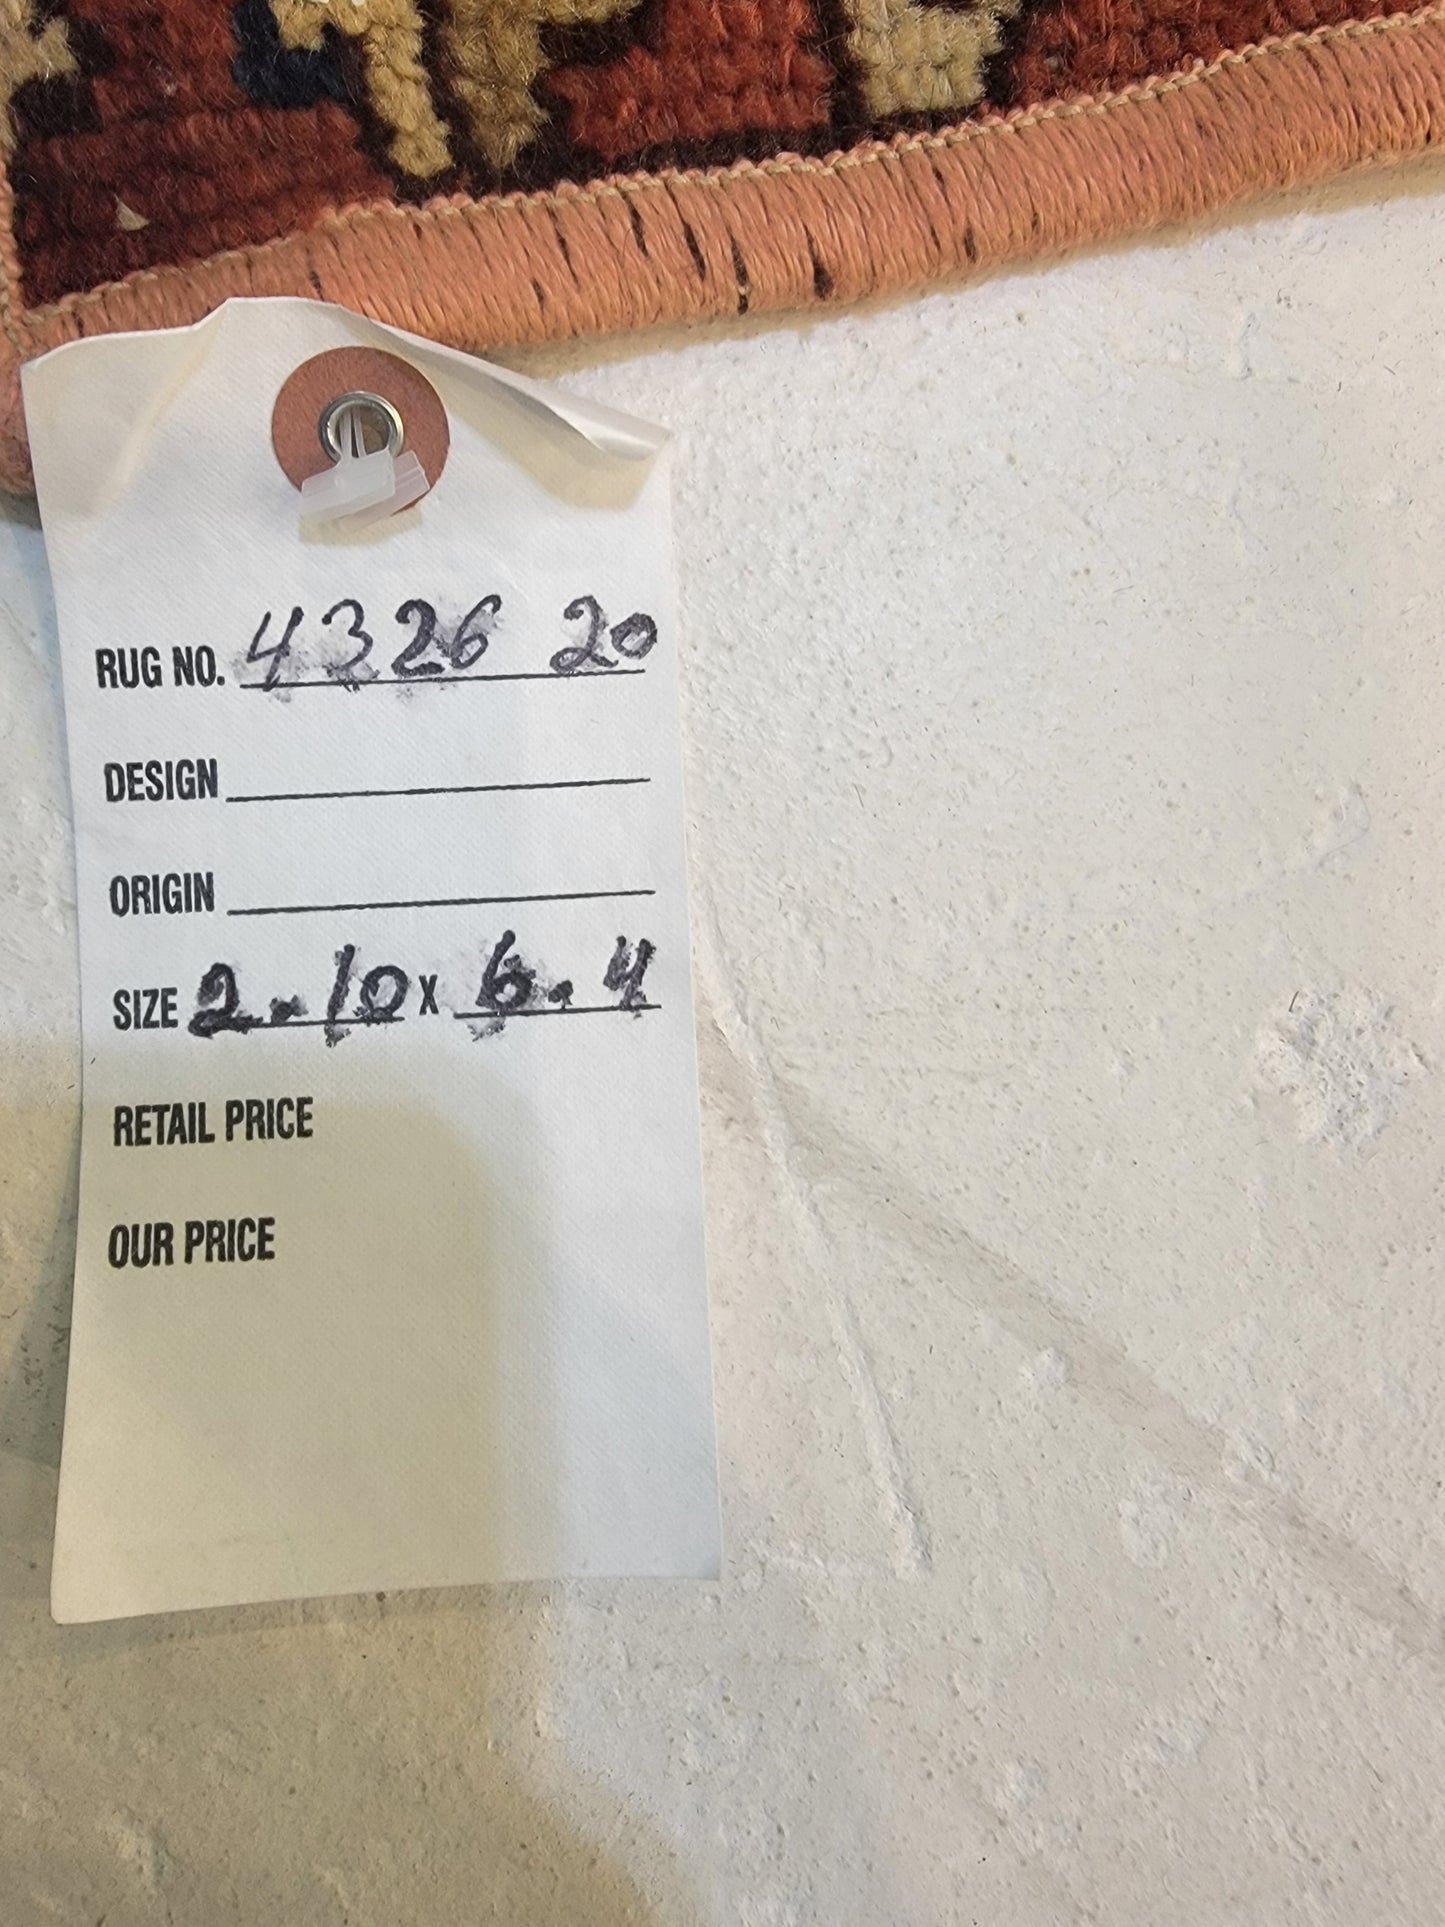 RUG NO. 4326 20
DESIGN
ORIGIN
SIZE 2.10 x 6.4
RETAIL PRICE
OUR PRICE